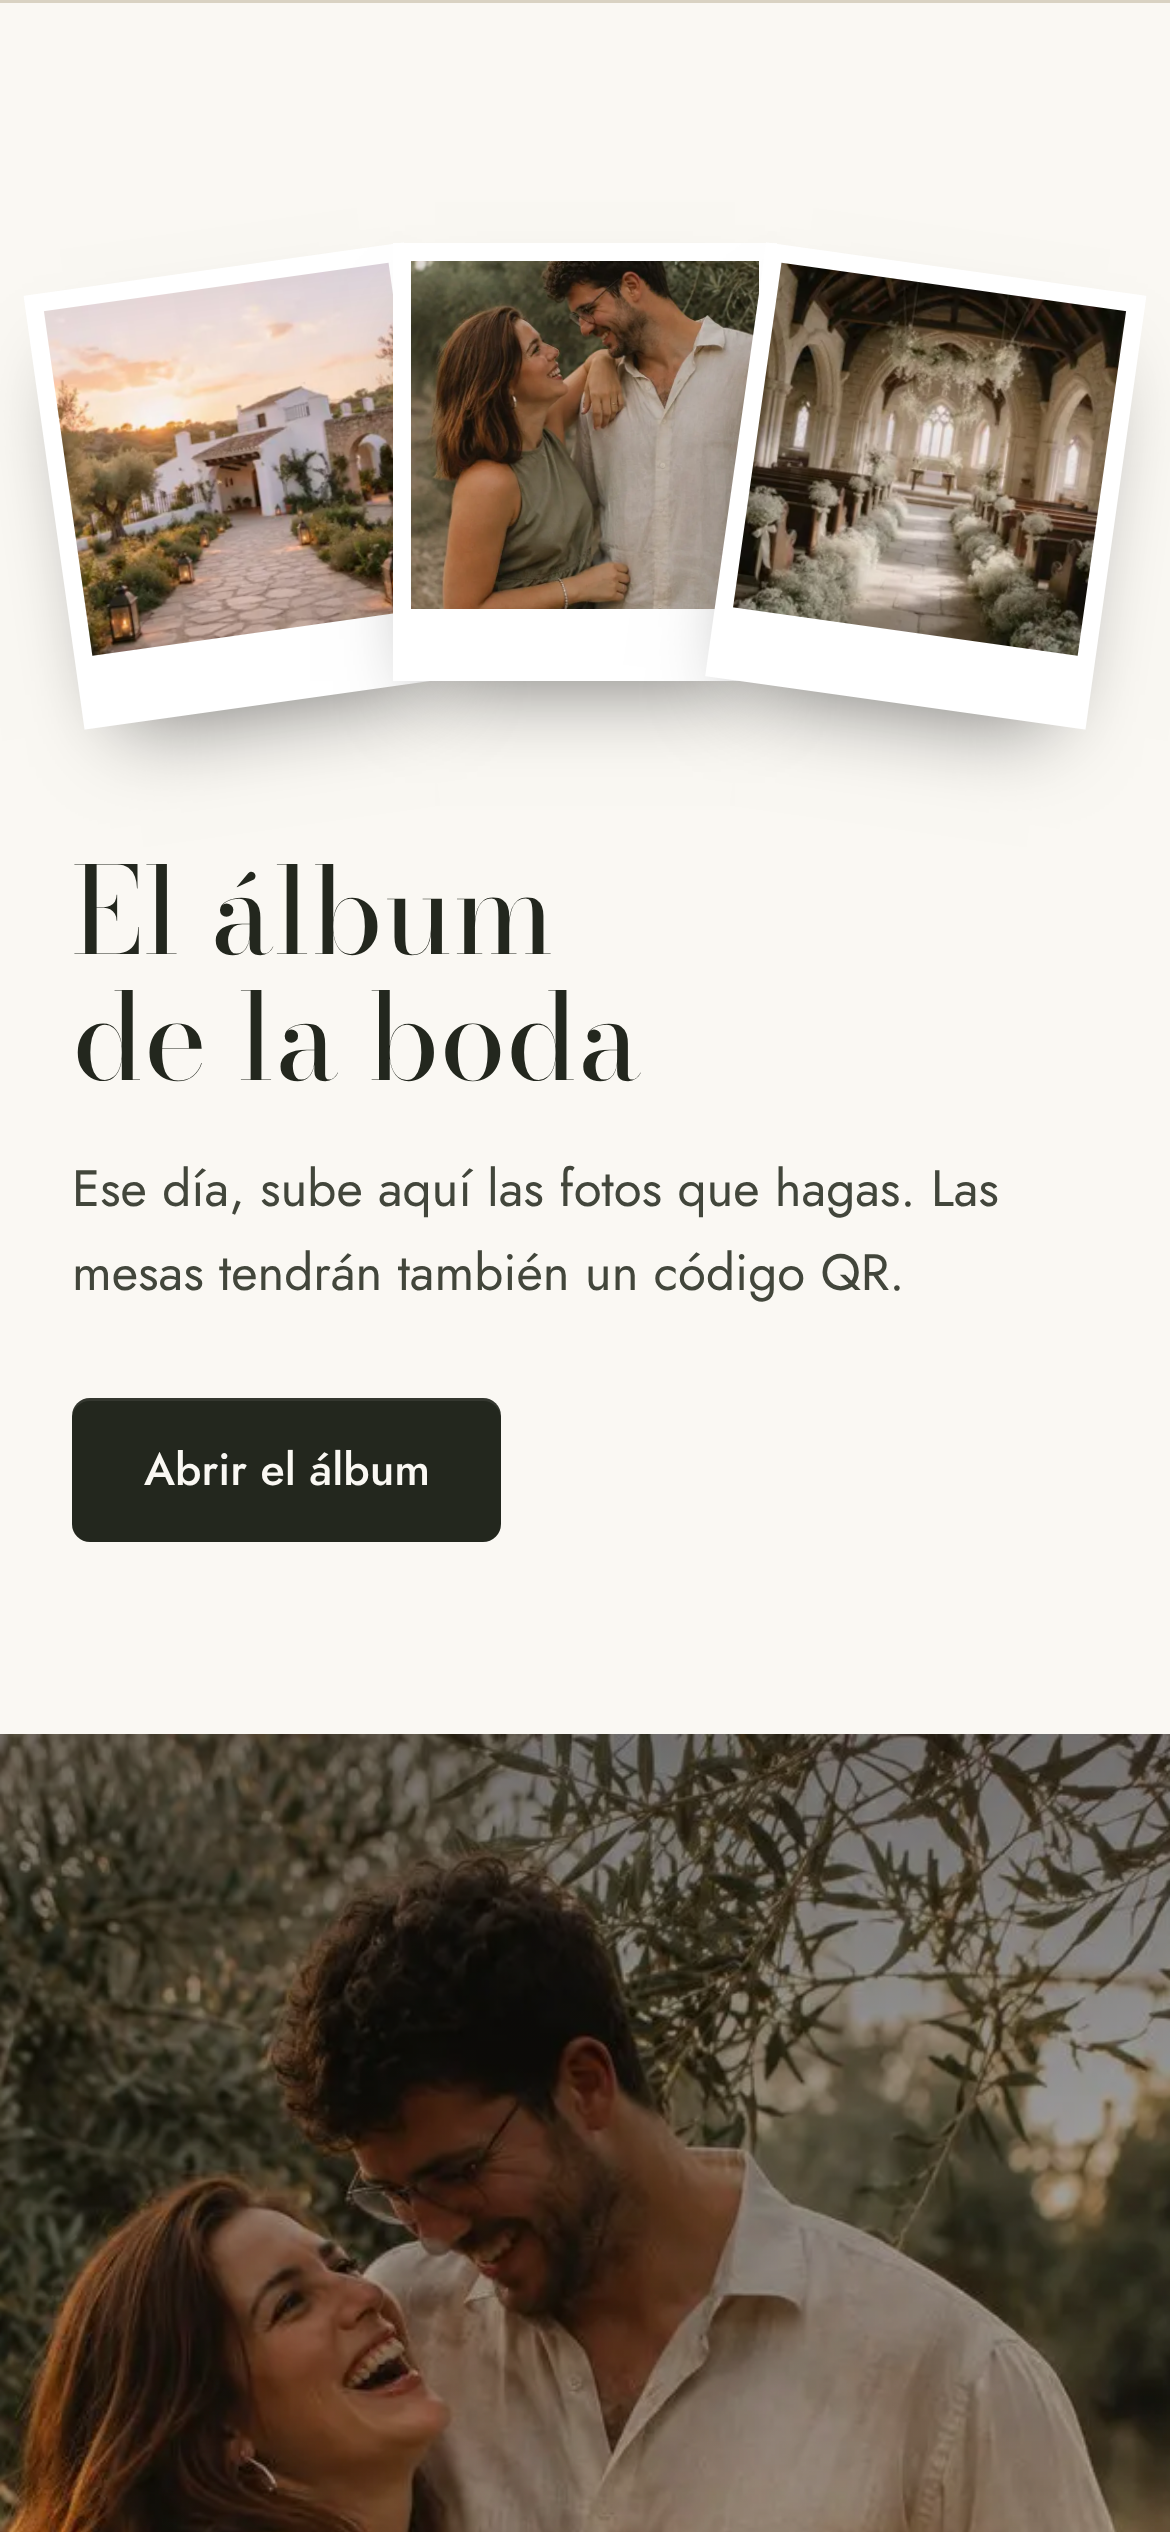 El álbum
de la boda
Ese día, sube aquí las fotos que hagas. Las
mesas tendrán también un código QR.
Abrir el álbum